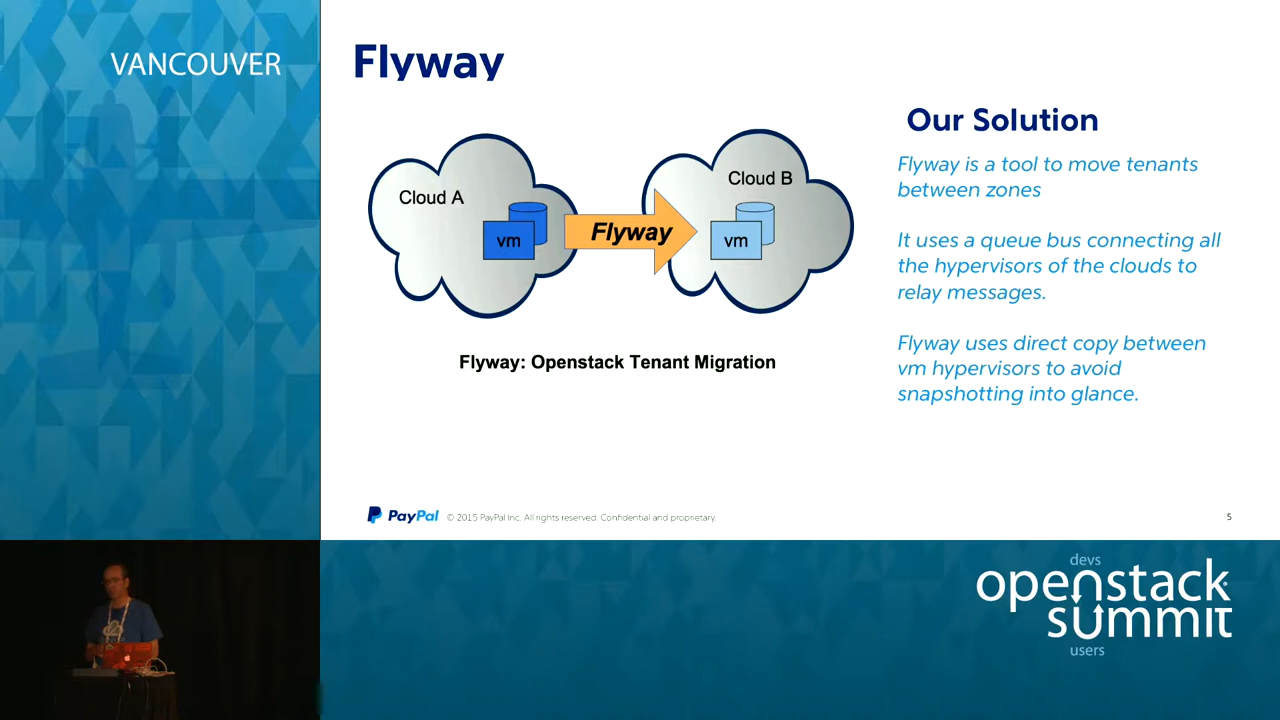 VANCOUVER
Flyway
Our Solution
Flyway is a tool to move tenants
between zones
It uses a queue bus connecting all
the hypervisors of the clouds to
relay messages.
Flyway uses direct copy between
vm hypervisors to avoid
snapshotting into glance.
Cloud A
vm
Flyway
Cloud B
vm
Flyway: Openstack Tenant Migration
PayPal © 2015 PayPal Inc. All rights reserved. Confidential and proprietary.
5
devs
openstack
summit
users